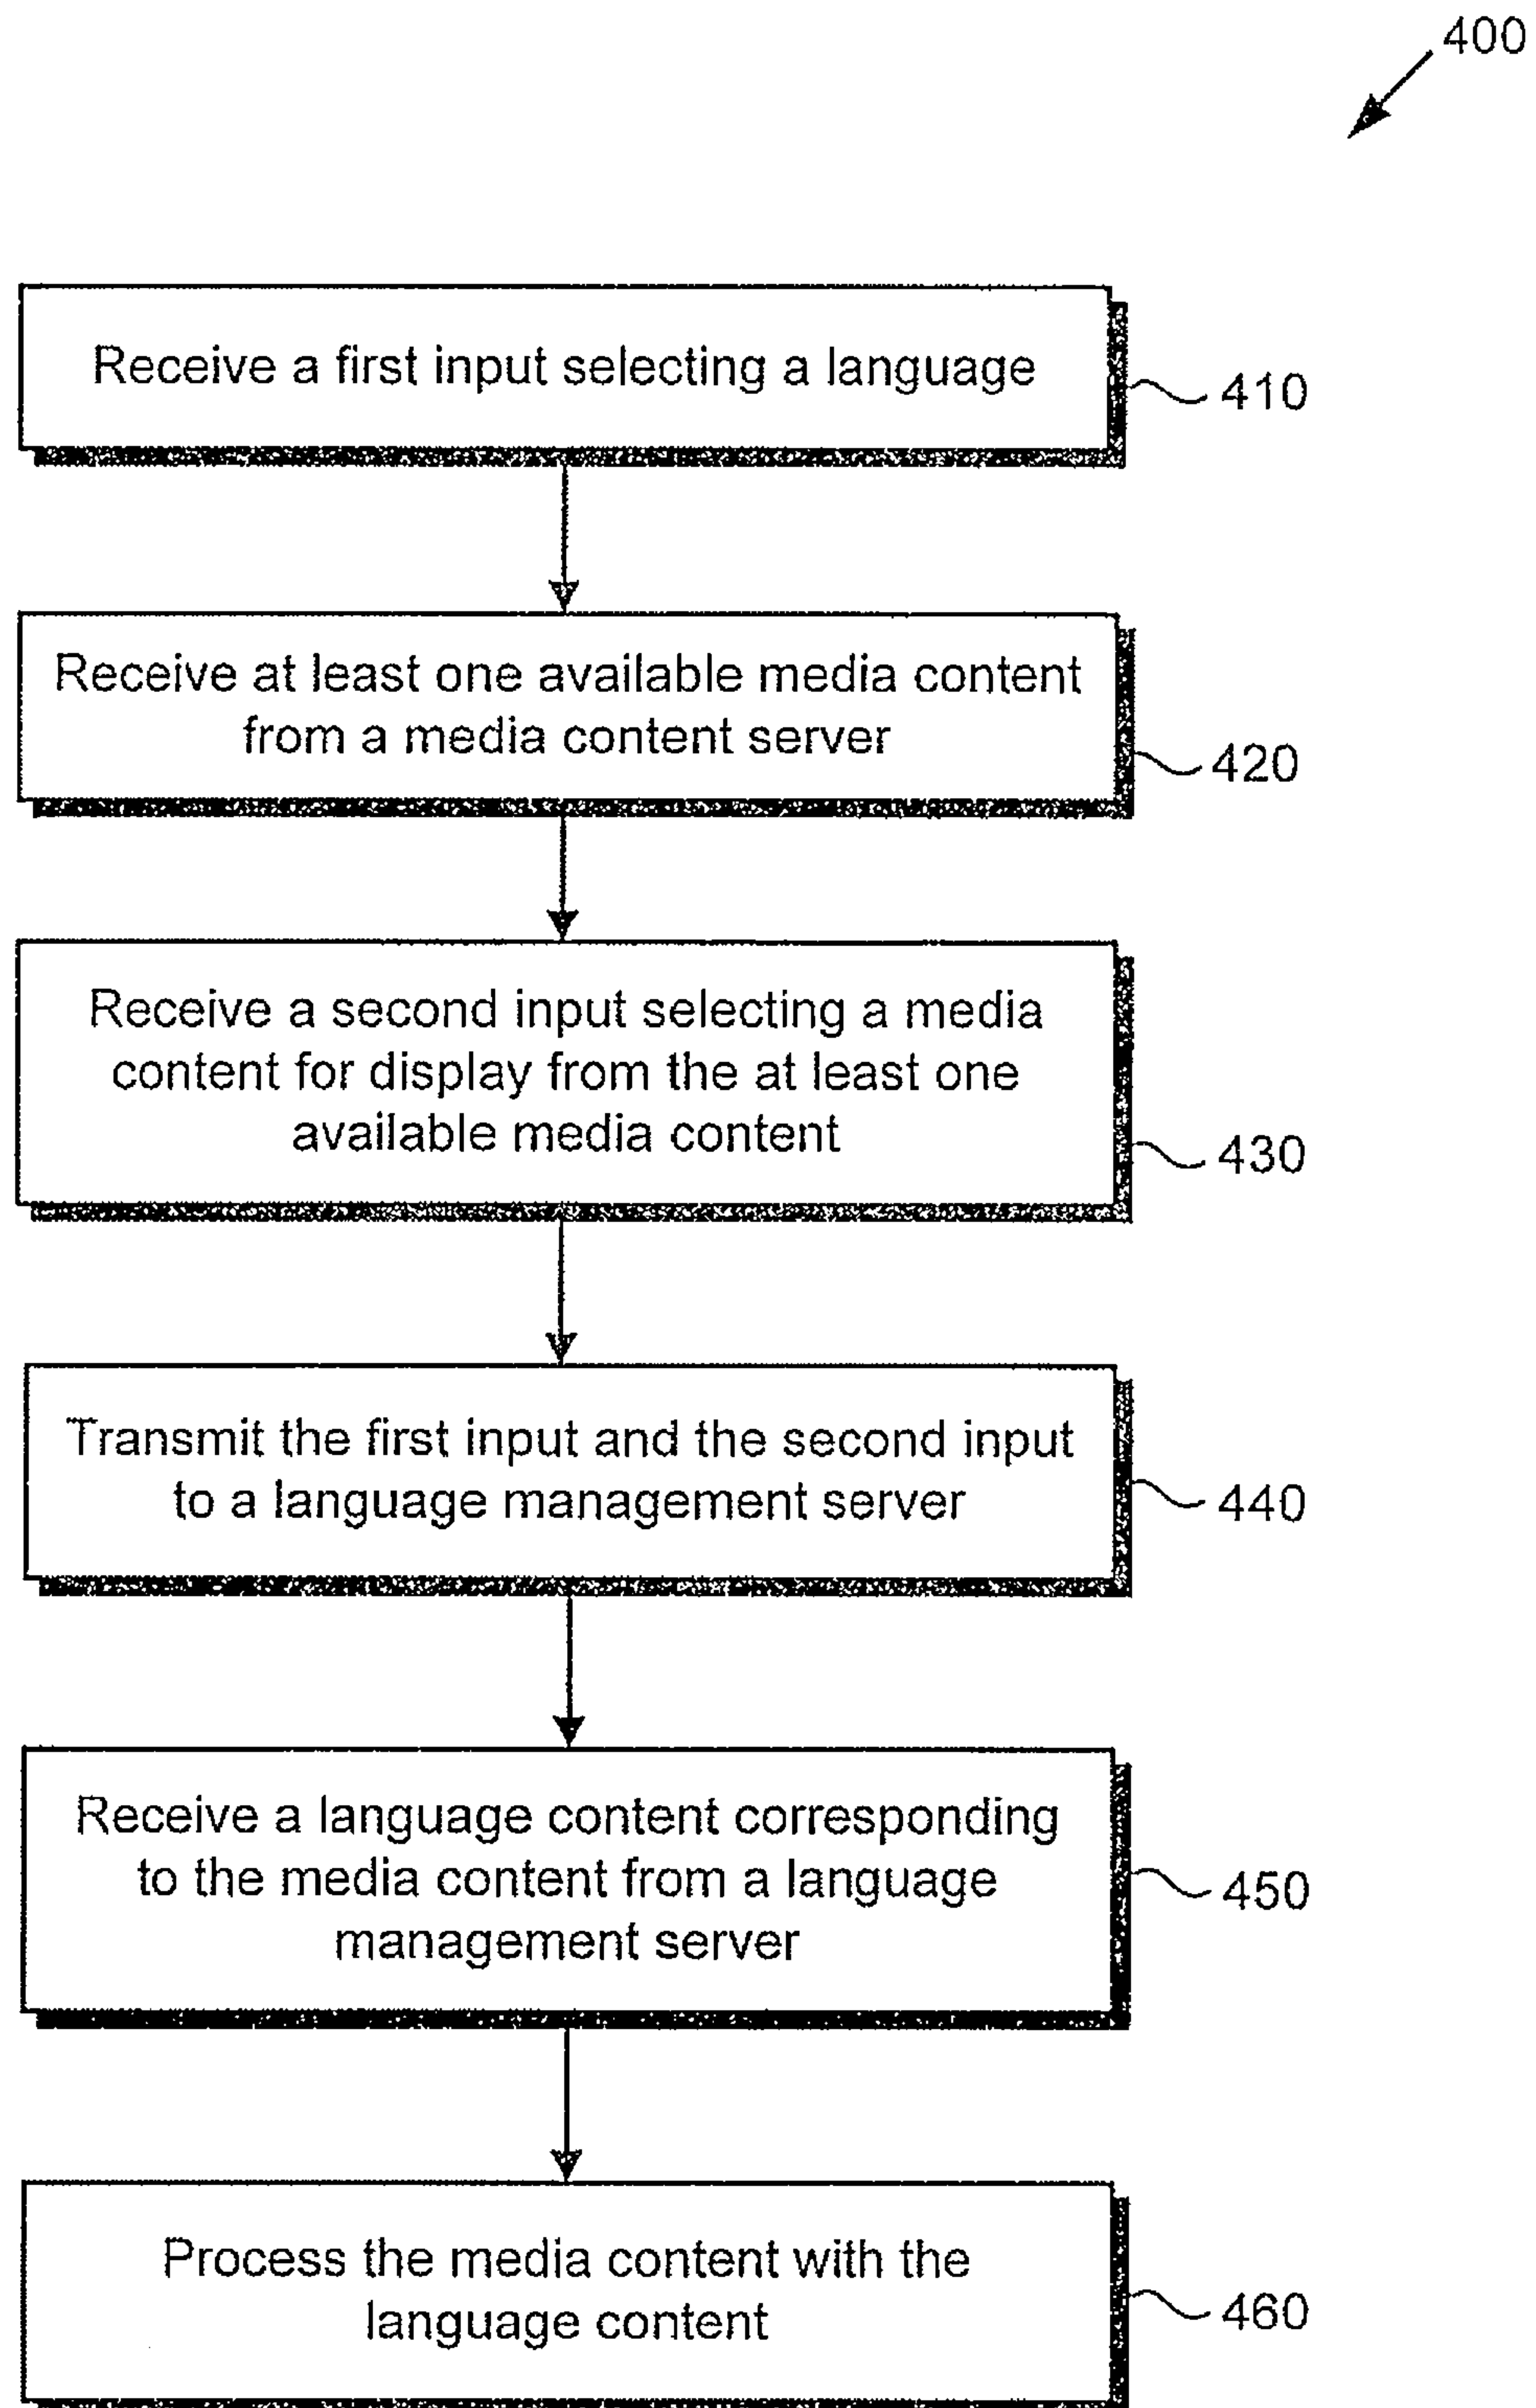 400
Receive a first input selecting a language
410
Receive at least one available media content
from a media content server
420
Receive a second input selecting a media
content for display from the at least one
available media content
430
Transmit the first input and the second input
to a language management server
440
Receive a language content corresponding
to the media content from a language
management server
450
Process the media content with the
language content
460